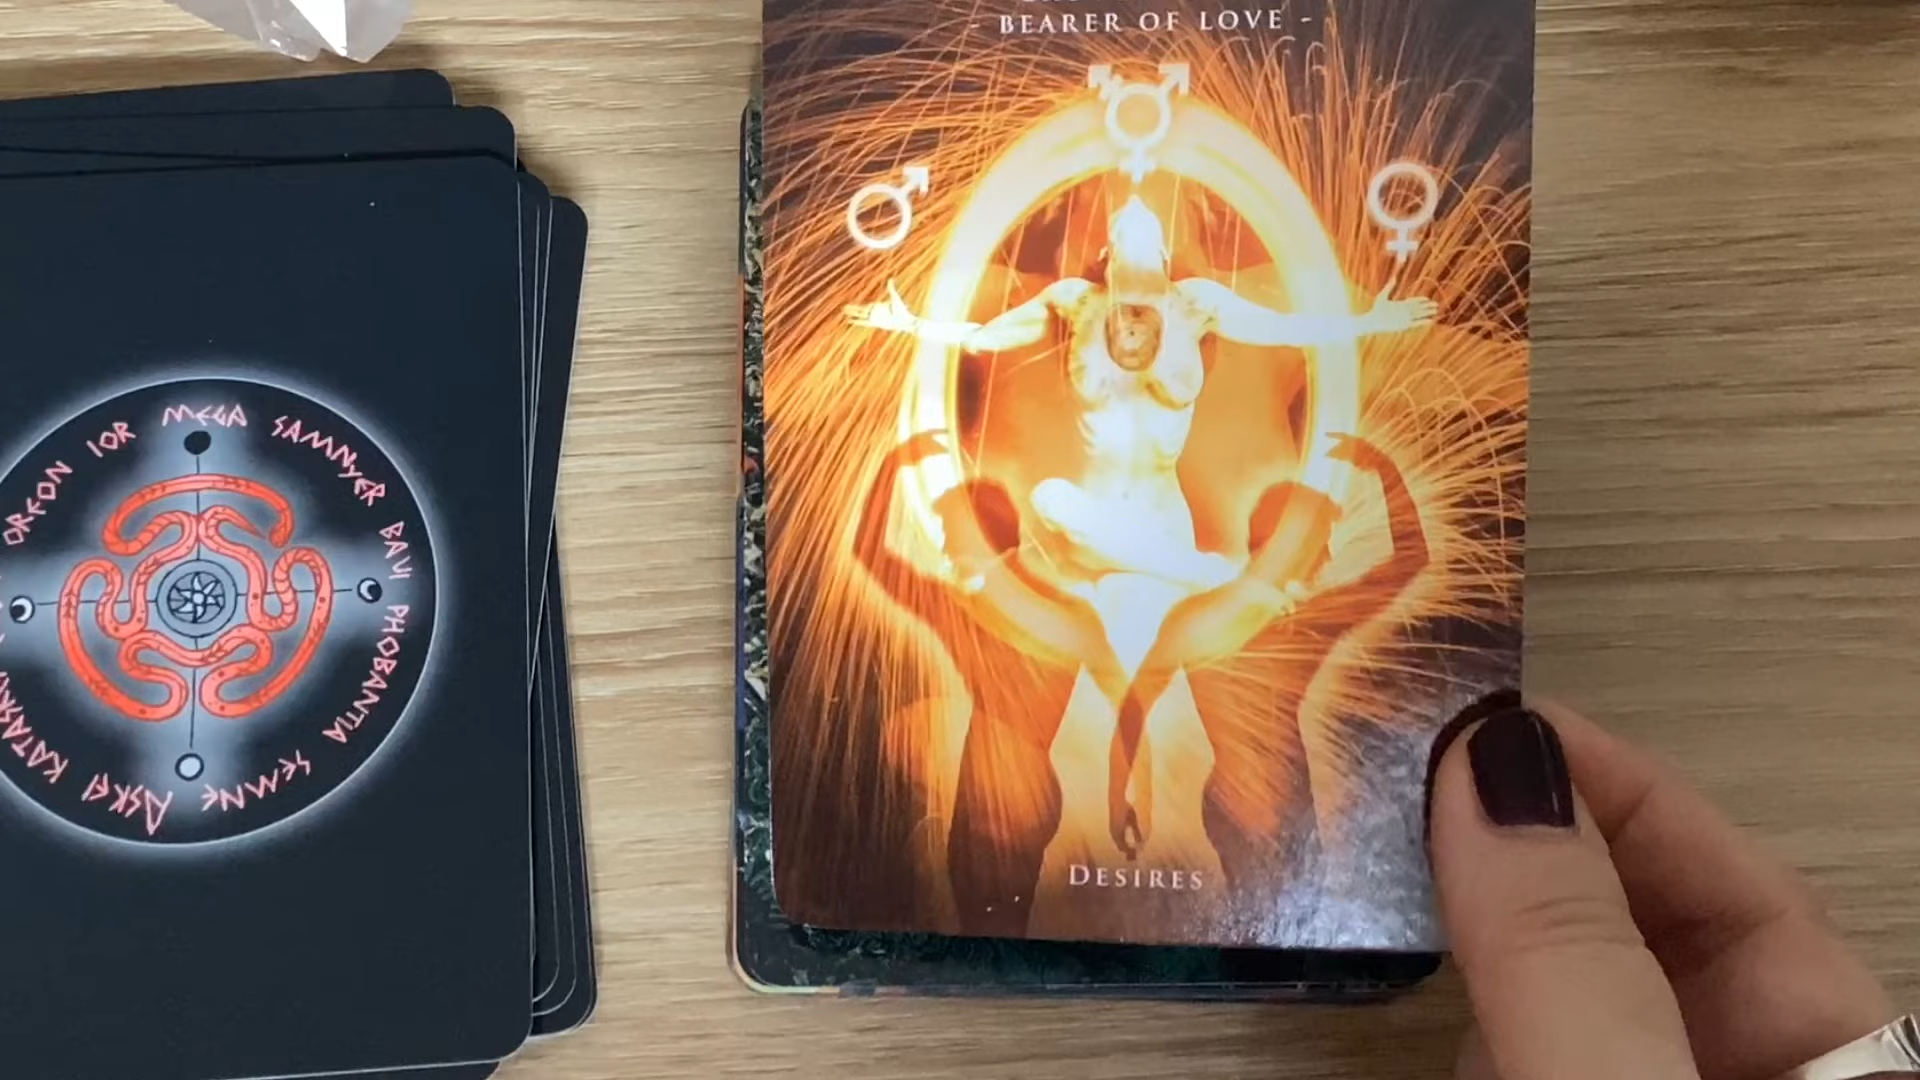 - BEARER OF LOVE -
DESIRES
OREON IOR MEGA SAMNYER BAUI PHOBANTIA SEMNE ASKEI